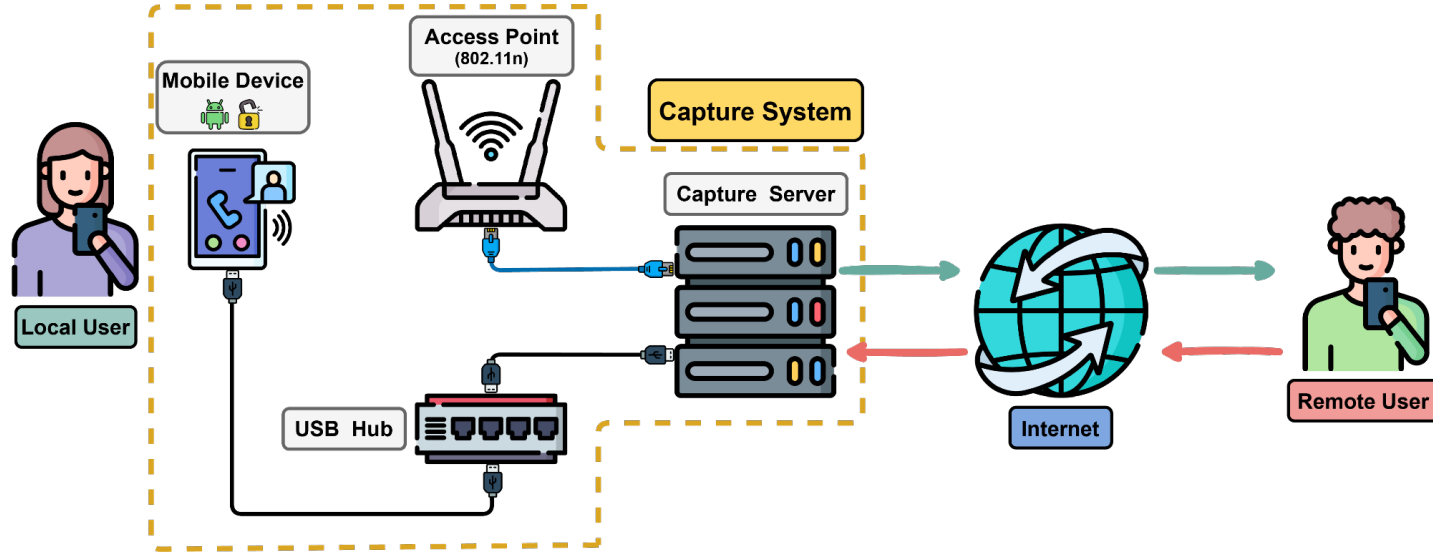 Access Point
(802.11n)
Mobile Device
Capture System
Capture Server
Local User
USB Hub
Internet
Remote User